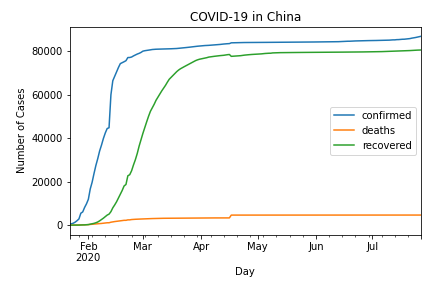 COVID-19 in China
Number of Cases
80000
60000
40000
20000
0
confirmed
deaths
recovered
Feb Mar Apr May Jun Jul
2020
Day